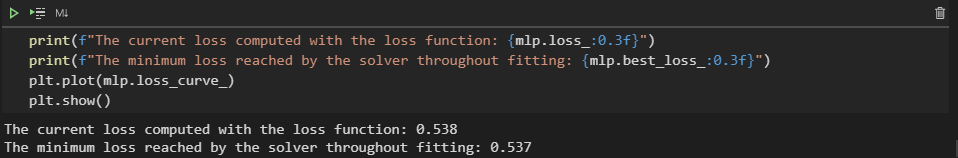 M↓
print(f"The current loss computed with the loss function: {mlp.loss_:0.3f}")
print(f"The minimum loss reached by the solver throughout fitting: {mlp.best_loss_:0.3f}")
plt.plot(mlp.loss_curve_)
plt.show()
The current loss computed with the loss function: 0.538
The minimum loss reached by the solver throughout fitting: 0.537